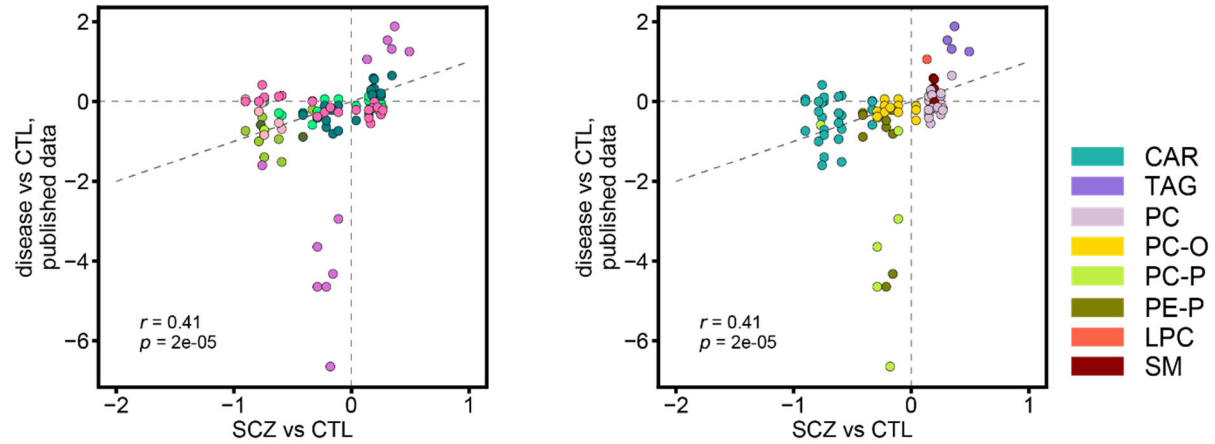 2
0
−2
−4
−6
disease vs CTL,
published data
r = 0.41
p = 2e-05
−2
−1
0
1
SCZ vs CTL
2
0
−2
−4
−6
disease vs CTL,
published data
r = 0.41
p = 2e-05
−2
−1
0
1
SCZ vs CTL
CAR
TAG
PC
PC-O
PC-P
PE-P
LPC
SM